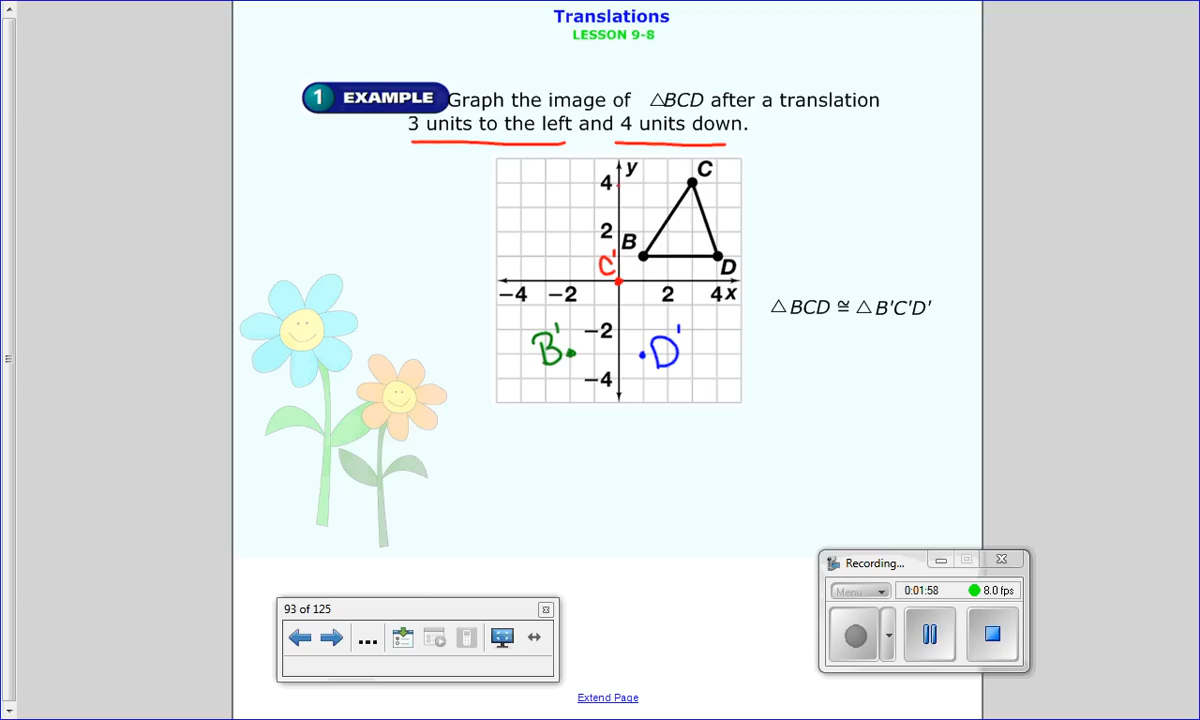 Translations
LESSON 9-8
1 EXAMPLE Graph the image of △BCD after a translation
3 units to the left and 4 units down.
y
C
4
2
B
C'
D
−4 −2 2 4 x
△BCD ≅ △B'C'D'
−2
B' D'
−4
Recording...
Menu 0:01:58 8.0 fps
93 of 125
Extend Page